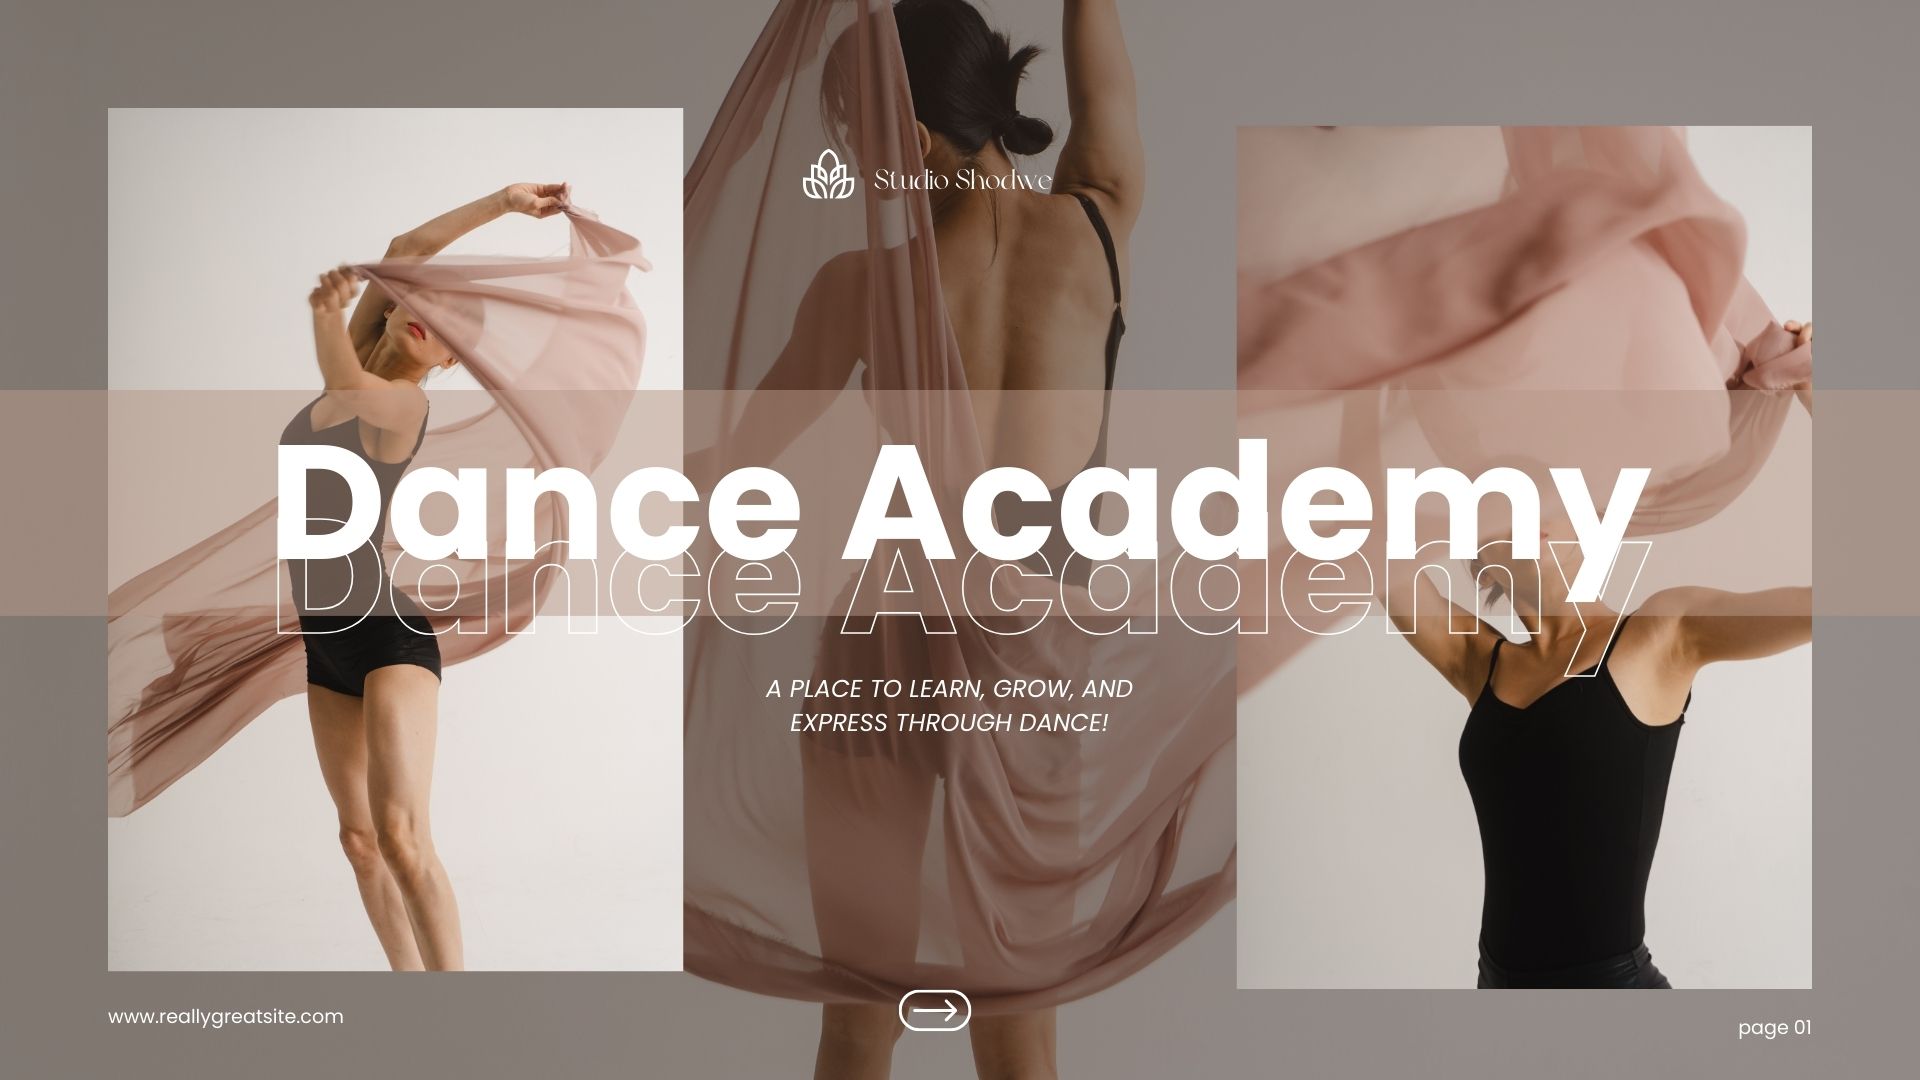 Studio Shodwe
Dance Academy
Dance Academy
A PLACE TO LEARN, GROW, AND
EXPRESS THROUGH DANCE!
www.reallygreatsite.com
page 01